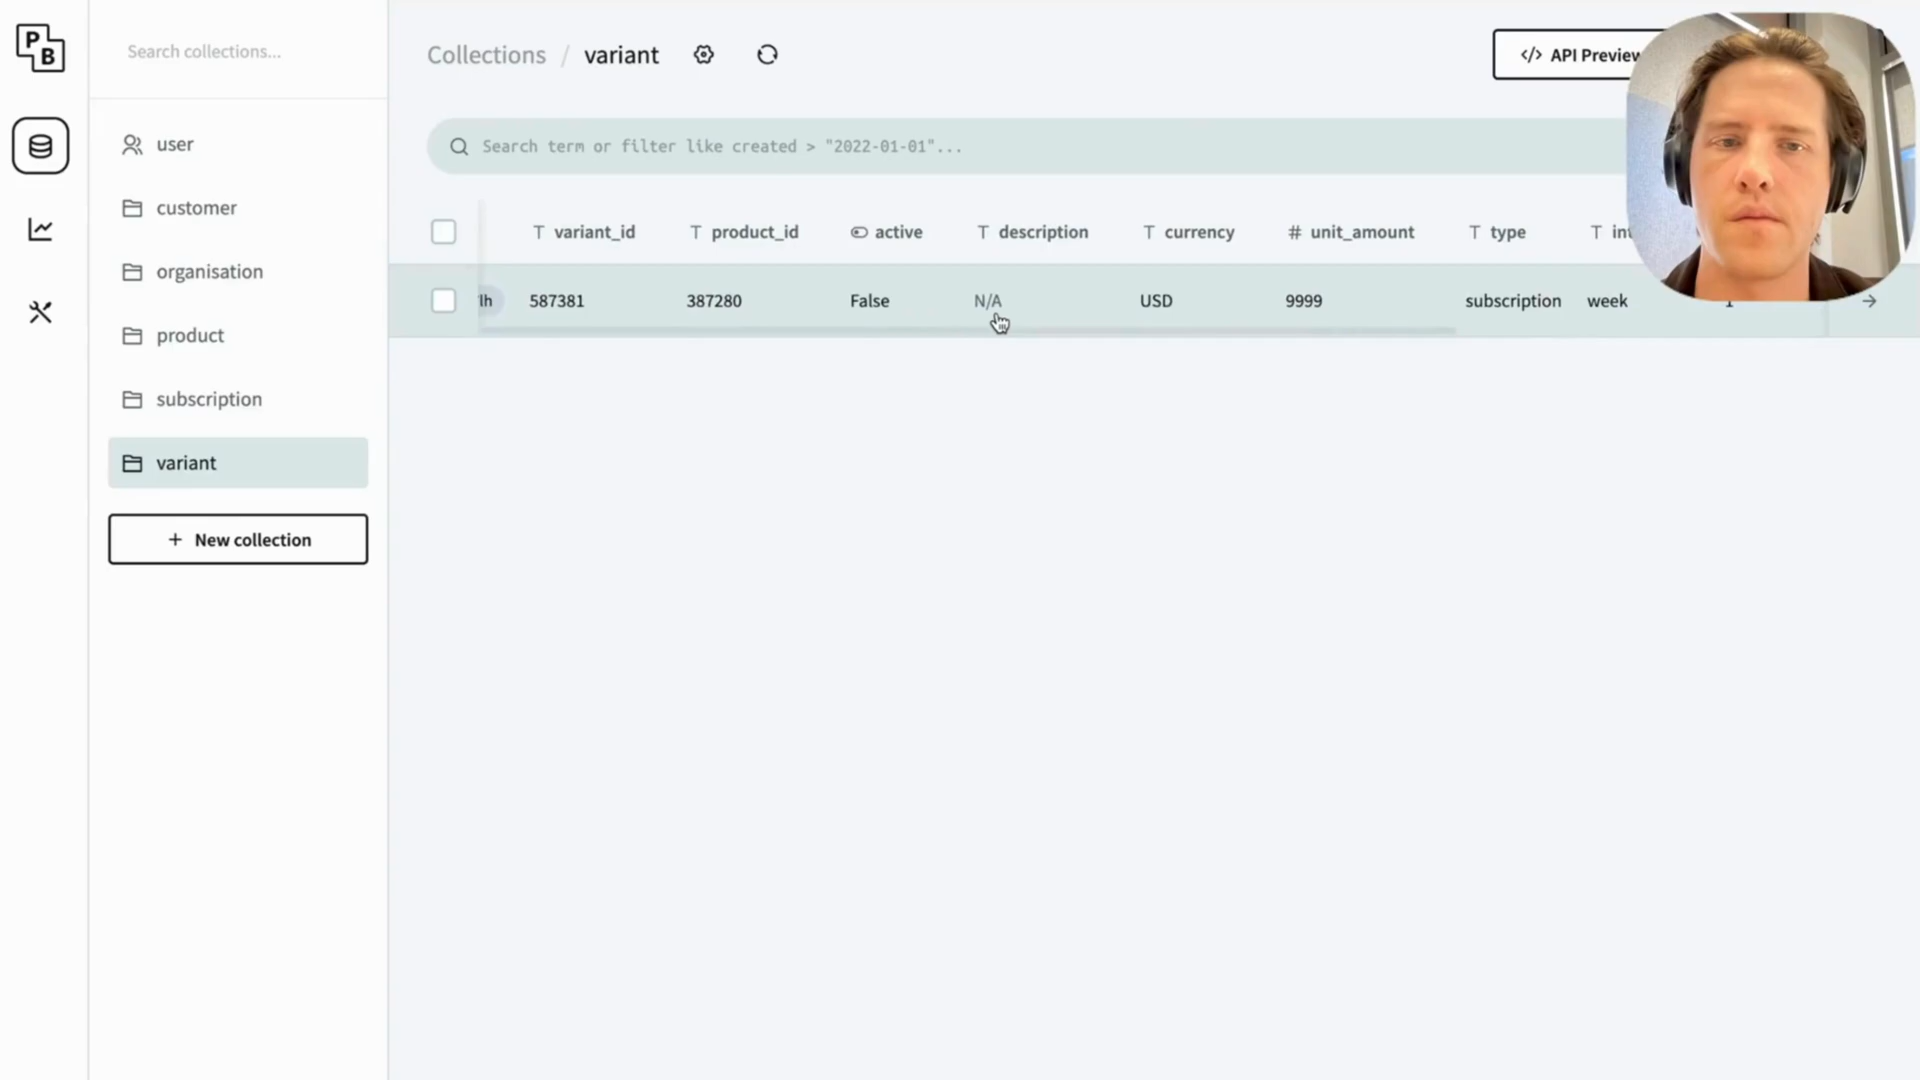 P
B
Search collections...
user
customer
organisation
product
subscription
variant
+ New collection
Collections / variant
</> API Preview
Search term or filter like created > "2022-01-01"...
variant_id product_id active description currency # unit_amount type
lh 587381 387280 False N/A USD 9999 subscription week